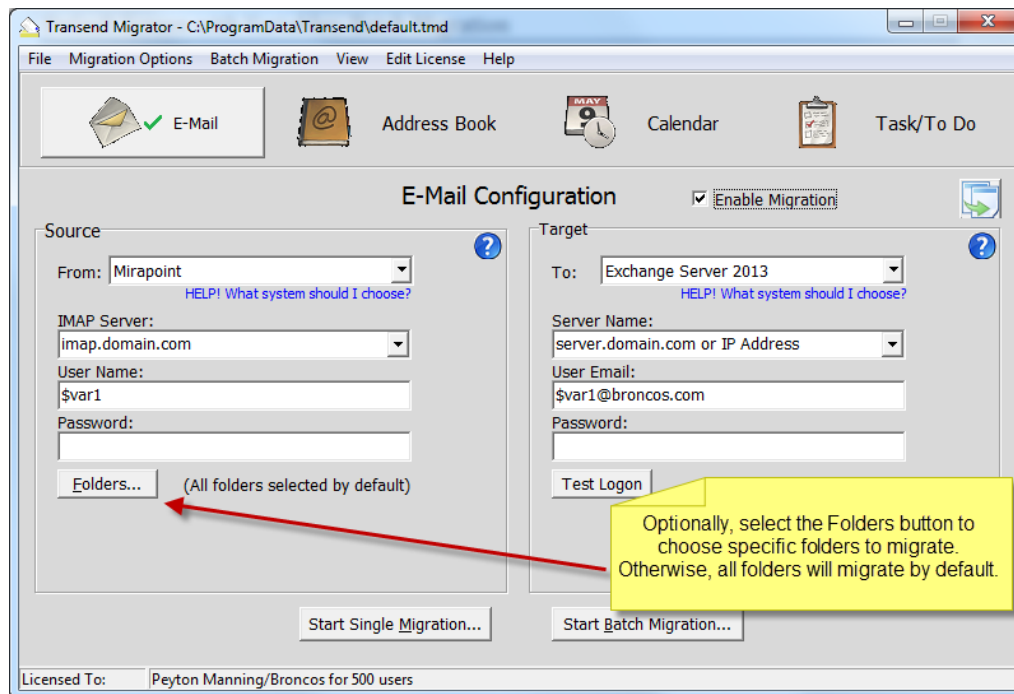 Transend Migrator - C:\ProgramData\Transend\default.tmd
File Migration Options Batch Migration View Edit License Help
E-Mail
Address Book
MAY
9
Calendar
Task/To Do
E-Mail Configuration
Enable Migration
Source
From: Mirapoint
HELP! What system should I choose?
IMAP Server:
imap.domain.com
User Name:
$var1
Password:
Folders...
(All folders selected by default)
Target
To: Exchange Server 2013
HELP! What system should I choose?
Server Name:
server.domain.com or IP Address
User Email:
$var1@broncos.com
Password:
Test Logon
Optionally, select the Folders button to
choose specific folders to migrate.
Otherwise, all folders will migrate by default.
Start Single Migration...
Start Batch Migration...
Licensed To: Peyton Manning/Broncos for 500 users